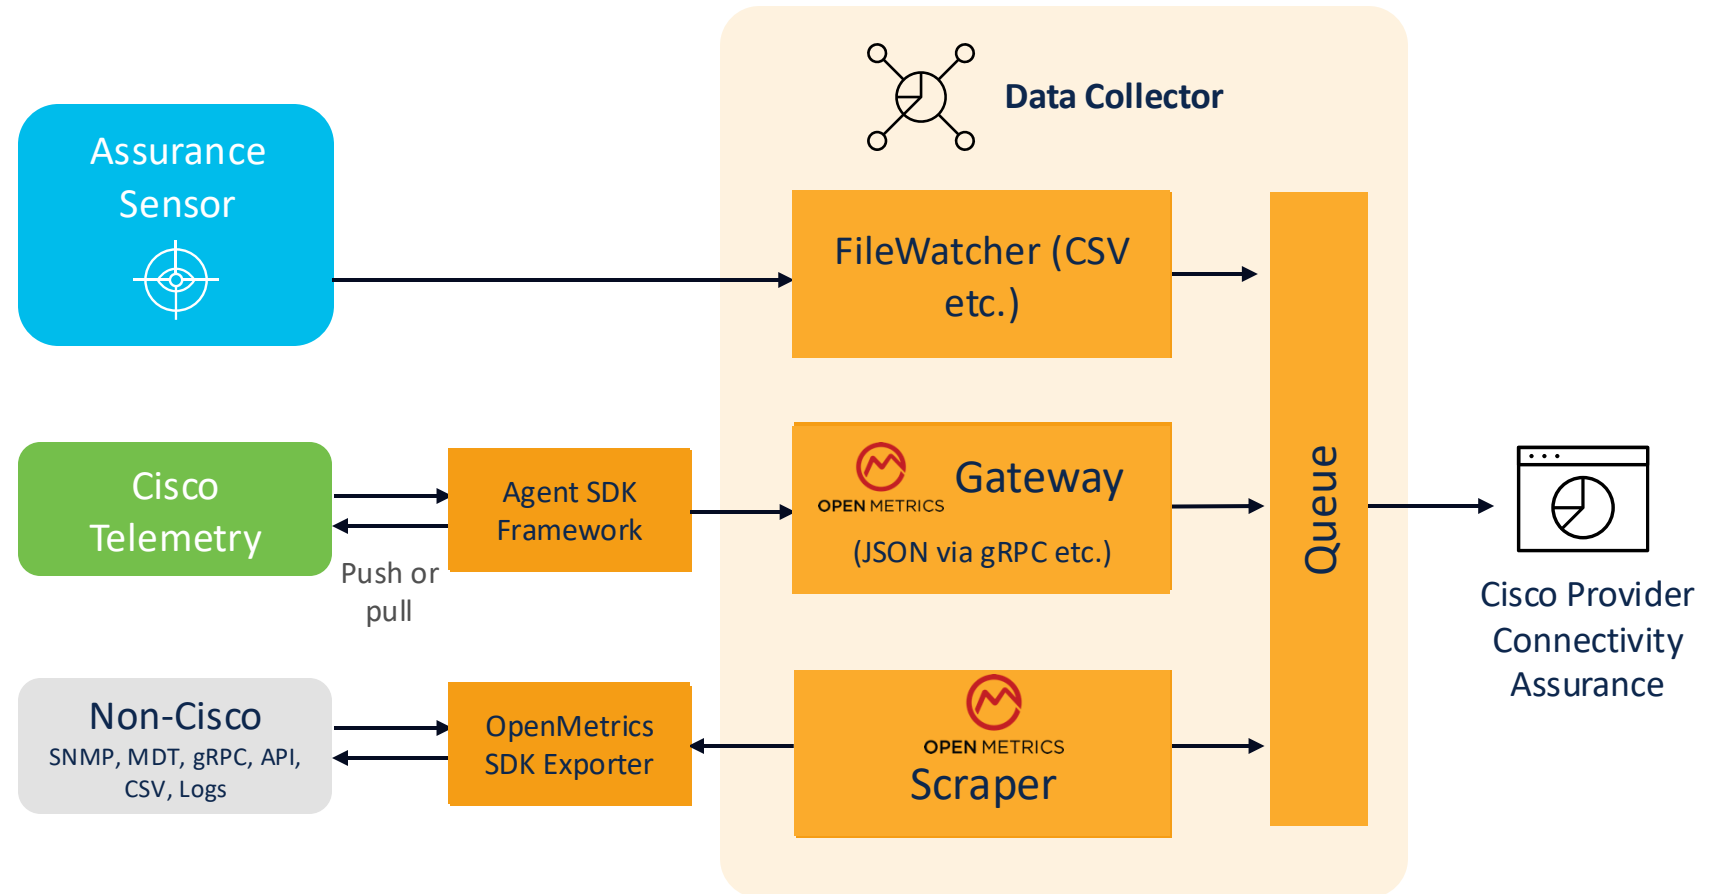 Data Collector
Assurance
Sensor
FileWatcher (CSV
etc.)
Cisco
Telemetry
Push or
pull
Agent SDK
Framework
OPEN METRICS
Gateway
(JSON via gRPC etc.)
Queue
Cisco Provider
Connectivity
Assurance
Non-Cisco
SNMP, MDT, gRPC, API,
CSV, Logs
OpenMetrics
SDK Exporter
OPEN METRICS
Scraper